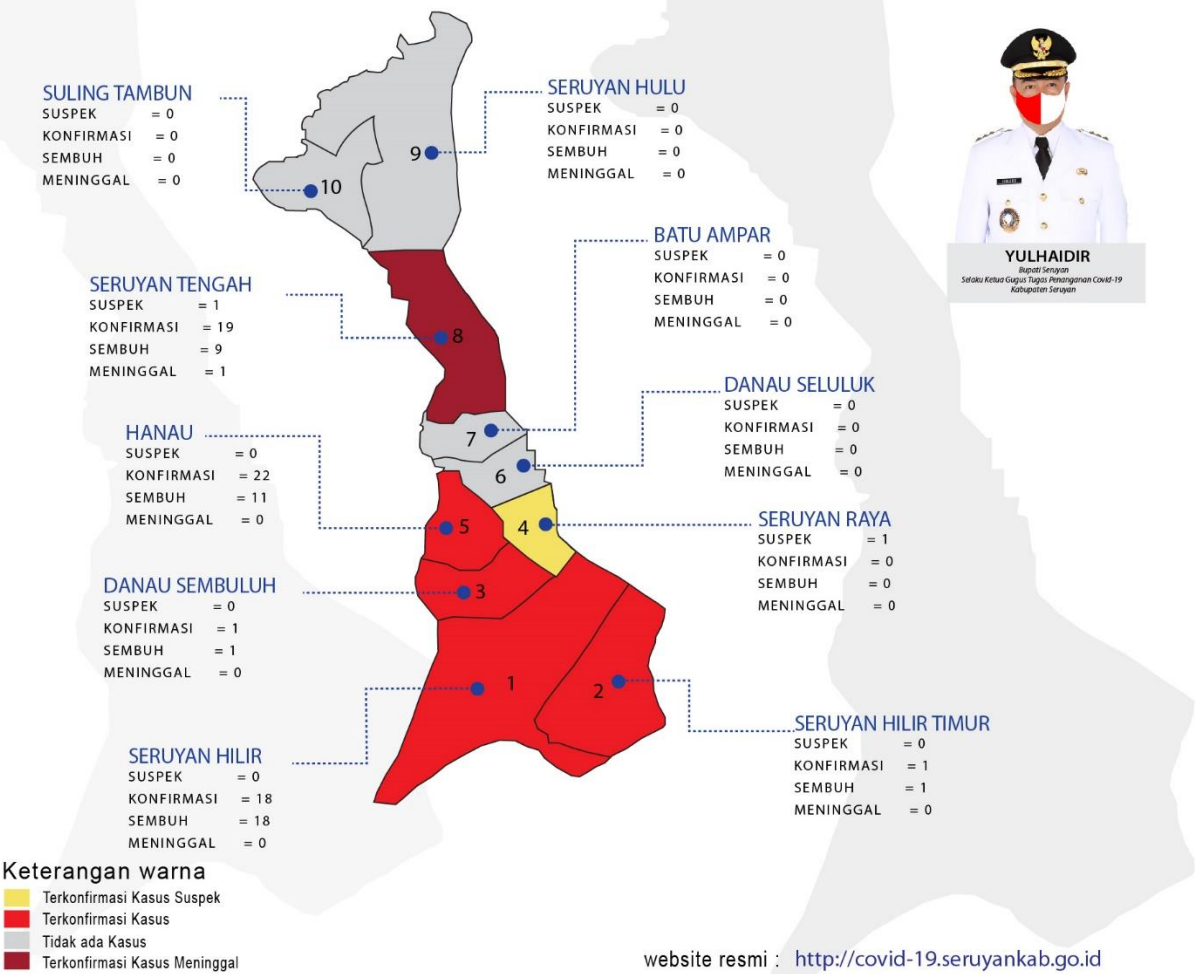 SULING TAMBUN
SUSPEK = 0
KONFIRMASI = 0
SEMBUH = 0
MENINGGAL = 0
SERUYAN HULU
SUSPEK = 0
KONFIRMASI = 0
SEMBUH = 0
MENINGGAL = 0
YULHAIDIR
Bupati Seruyan
Selaku Ketua Gugus Tugas Penanganan Covid-19
Kabupaten Seruyan
9
10
BATU AMPAR
SUSPEK = 0
KONFIRMASI = 0
SEMBUH = 0
MENINGGAL = 0
SERUYAN TENGAH
SUSPEK = 1
KONFIRMASI = 19
SEMBUH = 9
MENINGGAL = 1
8
DANAU SELULUK
SUSPEK = 0
KONFIRMASI = 0
SEMBUH = 0
MENINGGAL = 0
HANAU
SUSPEK = 0
KONFIRMASI = 22
SEMBUH = 11
MENINGGAL = 0
7
6
5
4
SERUYAN RAYA
SUSPEK = 1
KONFIRMASI = 0
SEMBUH = 0
MENINGGAL = 0
DANAU SEMBULUH
SUSPEK = 0
KONFIRMASI = 1
SEMBUH = 1
MENINGGAL = 0
3
1
2
SERUYAN HILIR TIMUR
SUSPEK = 0
KONFIRMASI = 1
SEMBUH = 1
MENINGGAL = 0
SERUYAN HILIR
SUSPEK = 0
KONFIRMASI = 18
SEMBUH = 18
MENINGGAL = 0
Keterangan warna
Terkonfirmasi Kasus Suspek
Terkonfirmasi Kasus
Tidak ada Kasus
Terkonfirmasi Kasus Meninggal
website resmi : http://covid-19.seruyankab.go.id